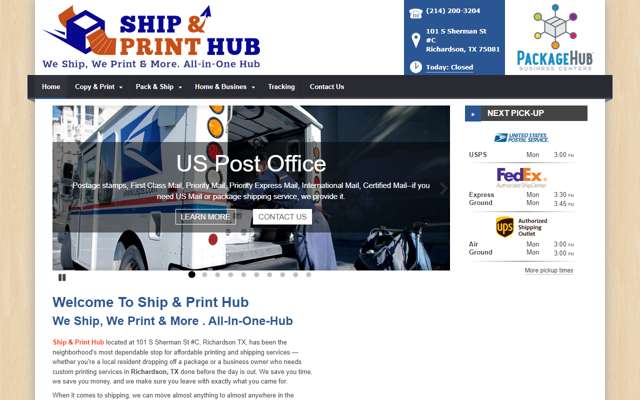 SHIP &
PRINT HUB
We Ship, We Print & More. All-in-One Hub
(214) 200-3204
101 S Sherman St
#C
Richardson, TX 75081
Today: Closed
PACKAGEHUB
BUSINESS CENTERS
Home
Copy & Print
Pack & Ship
Home & Busines
Tracking
Contact Us
US Post Office
Postage stamps, First Class Mail, Priority Mail, Priority Express Mail, International Mail, Certified Mail--if you
need US Mail or package shipping service, we provide it.
LEARN MORE
CONTACT US
» NEXT PICK-UP
UNITED STATES
POSTAL SERVICE
USPS Mon 3:00 PM
FedEx
Authorized ShipCenter
Express Mon 3:30 PM
Ground Mon 3:45 PM
ups
Authorized
Shipping
Outlet
Air Mon 3:00 PM
Ground Mon 3:00 PM
More pickup times
Welcome To Ship & Print Hub
We Ship, We Print & More . All-In-One-Hub
Ship & Print Hub located at 101 S Sherman St #C, Richardson TX, has been the
neighborhood's most dependable stop for affordable printing and shipping services —
whether you're a local resident dropping off a package or a business owner who needs
custom printing services in Richardson, TX done before the day is out. We save you time,
we save you money, and we make sure you leave with exactly what you came for.
When it comes to shipping, we can move almost anything to almost anywhere in the